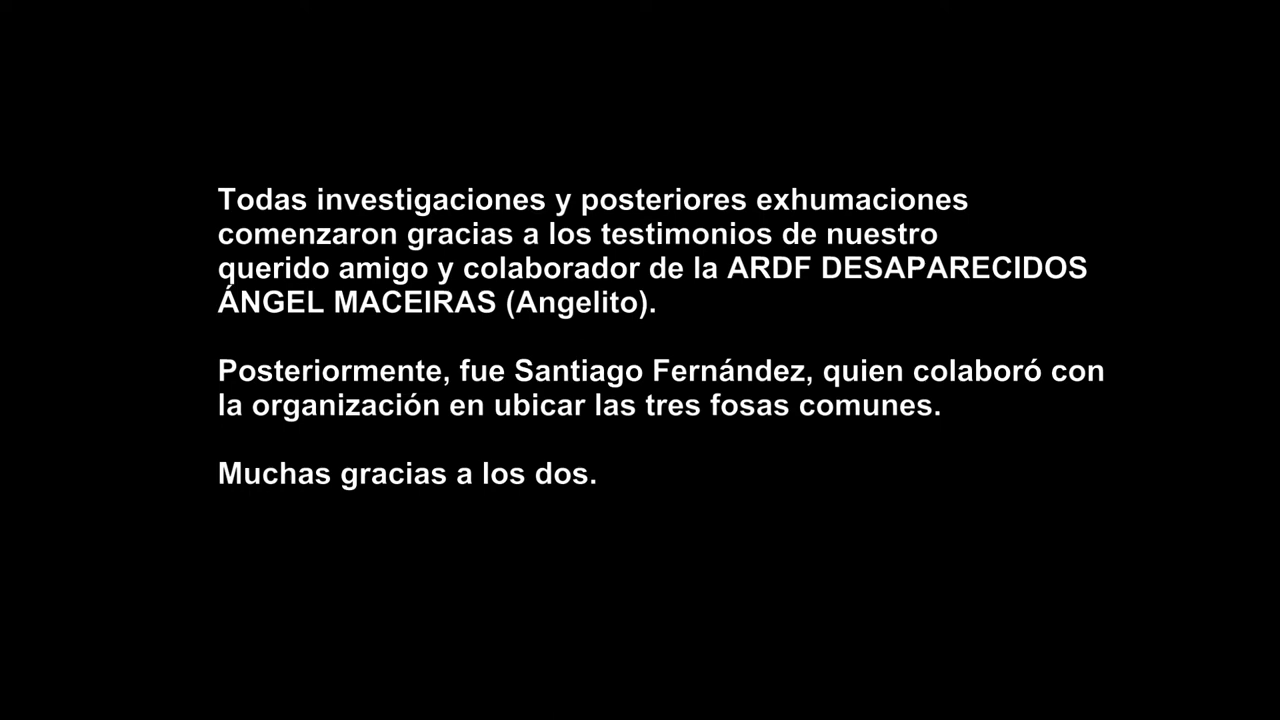 Todas investigaciones y posteriores exhumaciones
comenzaron gracias a los testimonios de nuestro
querido amigo y colaborador de la ARDF DESAPARECIDOS
ÁNGEL MACEIRAS (Angelito).
Posteriormente, fue Santiago Fernández, quien colaboró con
la organización en ubicar las tres fosas comunes.
Muchas gracias a los dos.